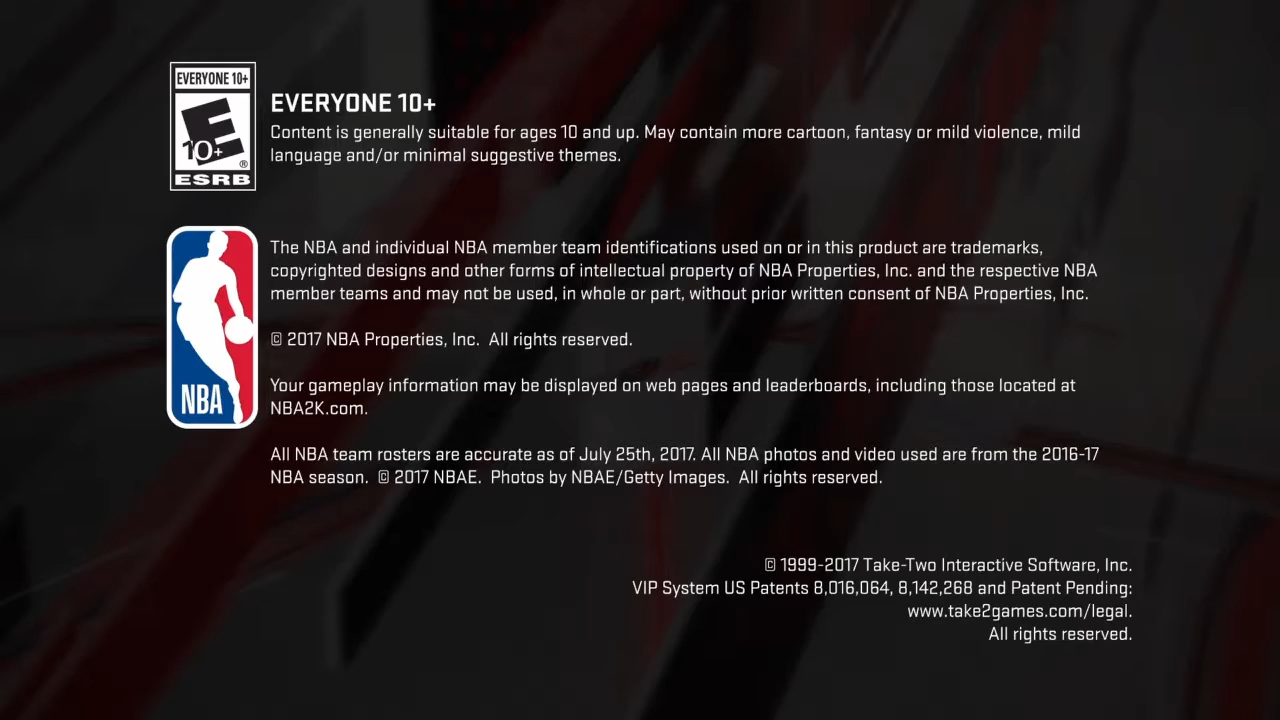 EVERYONE 10+
E
10+
®
ESRB
EVERYONE 10+
Content is generally suitable for ages 10 and up. May contain more cartoon, fantasy or mild violence, mild
language and/or minimal suggestive themes.
NBA
The NBA and individual NBA member team identifications used on or in this product are trademarks,
copyrighted designs and other forms of intellectual property of NBA Properties, Inc. and the respective NBA
member teams and may not be used, in whole or part, without prior written consent of NBA Properties, Inc.
© 2017 NBA Properties, Inc.  All rights reserved.
Your gameplay information may be displayed on web pages and leaderboards, including those located at
NBA2K.com.
All NBA team rosters are accurate as of July 25th, 2017. All NBA photos and video used are from the 2016-17
NBA season.  © 2017 NBAE.  Photos by NBAE/Getty Images.  All rights reserved.
© 1999-2017 Take-Two Interactive Software, Inc.
VIP System US Patents 8,016,064, 8,142,268 and Patent Pending:
www.take2games.com/legal.
All rights reserved.